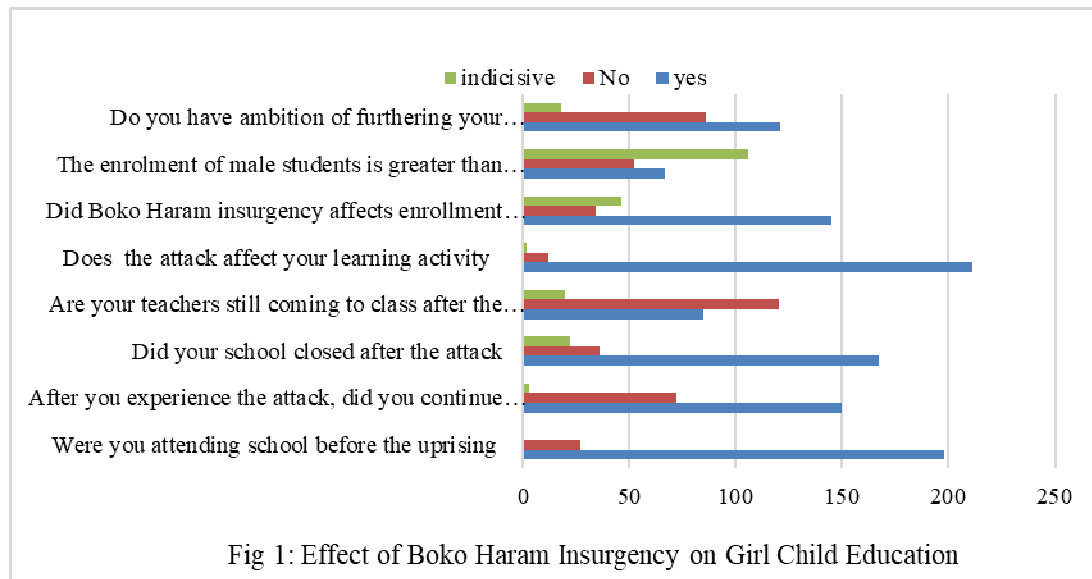 indicisive No yes
Do you have ambition of furthering your…
The enrolment of male students is greater than…
Did Boko Haram insurgency affects enrollment…
Does the attack affect your learning activity
Are your teachers still coming to class after the…
Did your school closed after the attack
After you experience the attack, did you continue…
Were you attending school before the uprising
0 50 100 150 200 250
Fig 1: Effect of Boko Haram Insurgency on Girl Child Education